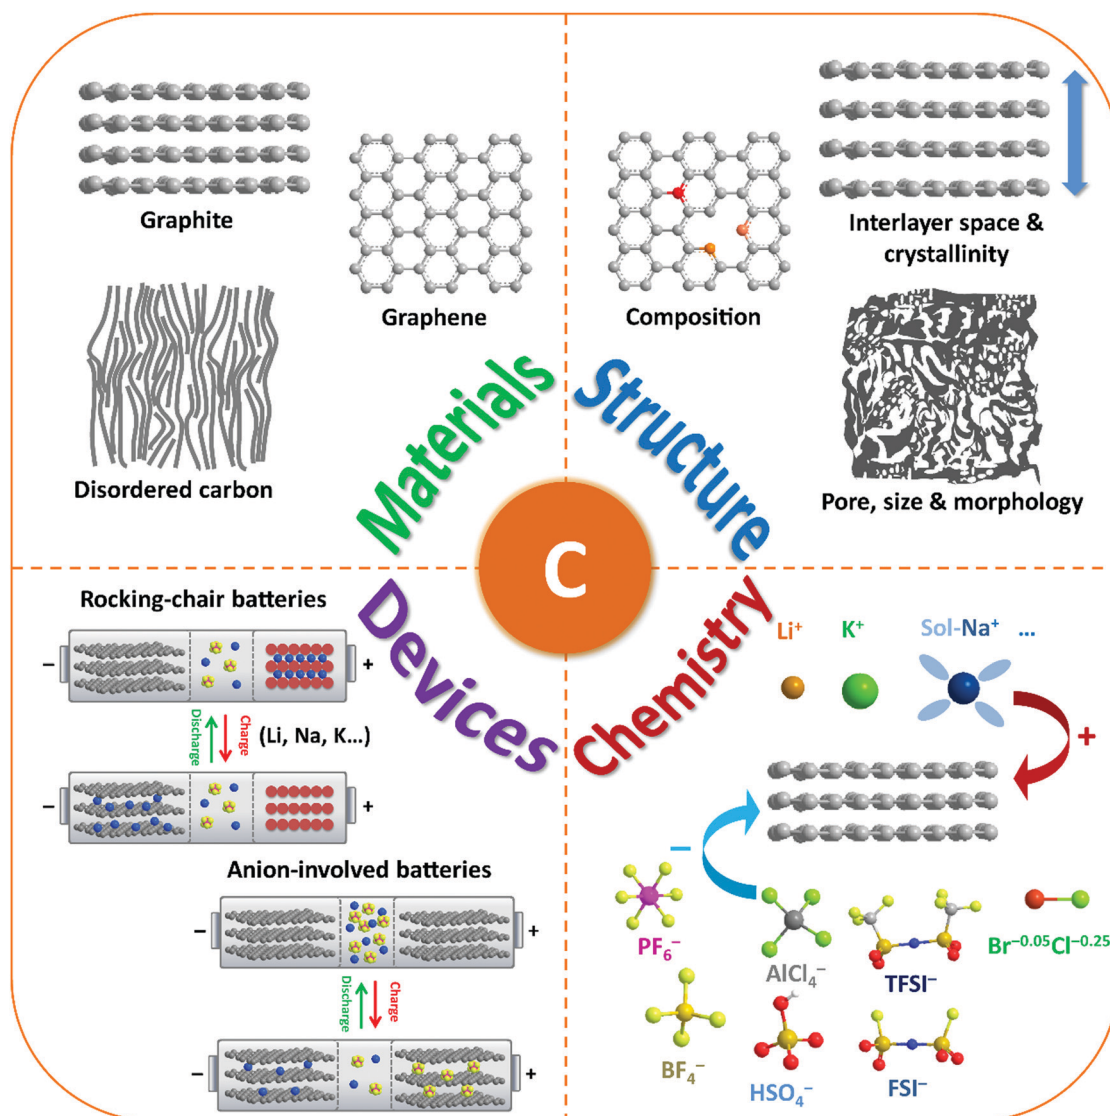 Graphite
Graphene
Disordered carbon
Materials
Composition
Interlayer space &
crystallinity
Pore, size & morphology
Structure
C
Devices
Rocking-chair batteries
−
+
Discharge
Charge
(Li, Na, K...)
−
+
Anion-involved batteries
−
+
Discharge
Charge
−
+
Chemistry
Li⁺
K⁺
Sol-Na⁺
...
+
−
PF₆⁻
AlCl₄⁻
TFSI⁻
Br⁻⁰·⁰⁵Cl⁻⁰·²⁵
BF₄⁻
HSO₄⁻
FSI⁻